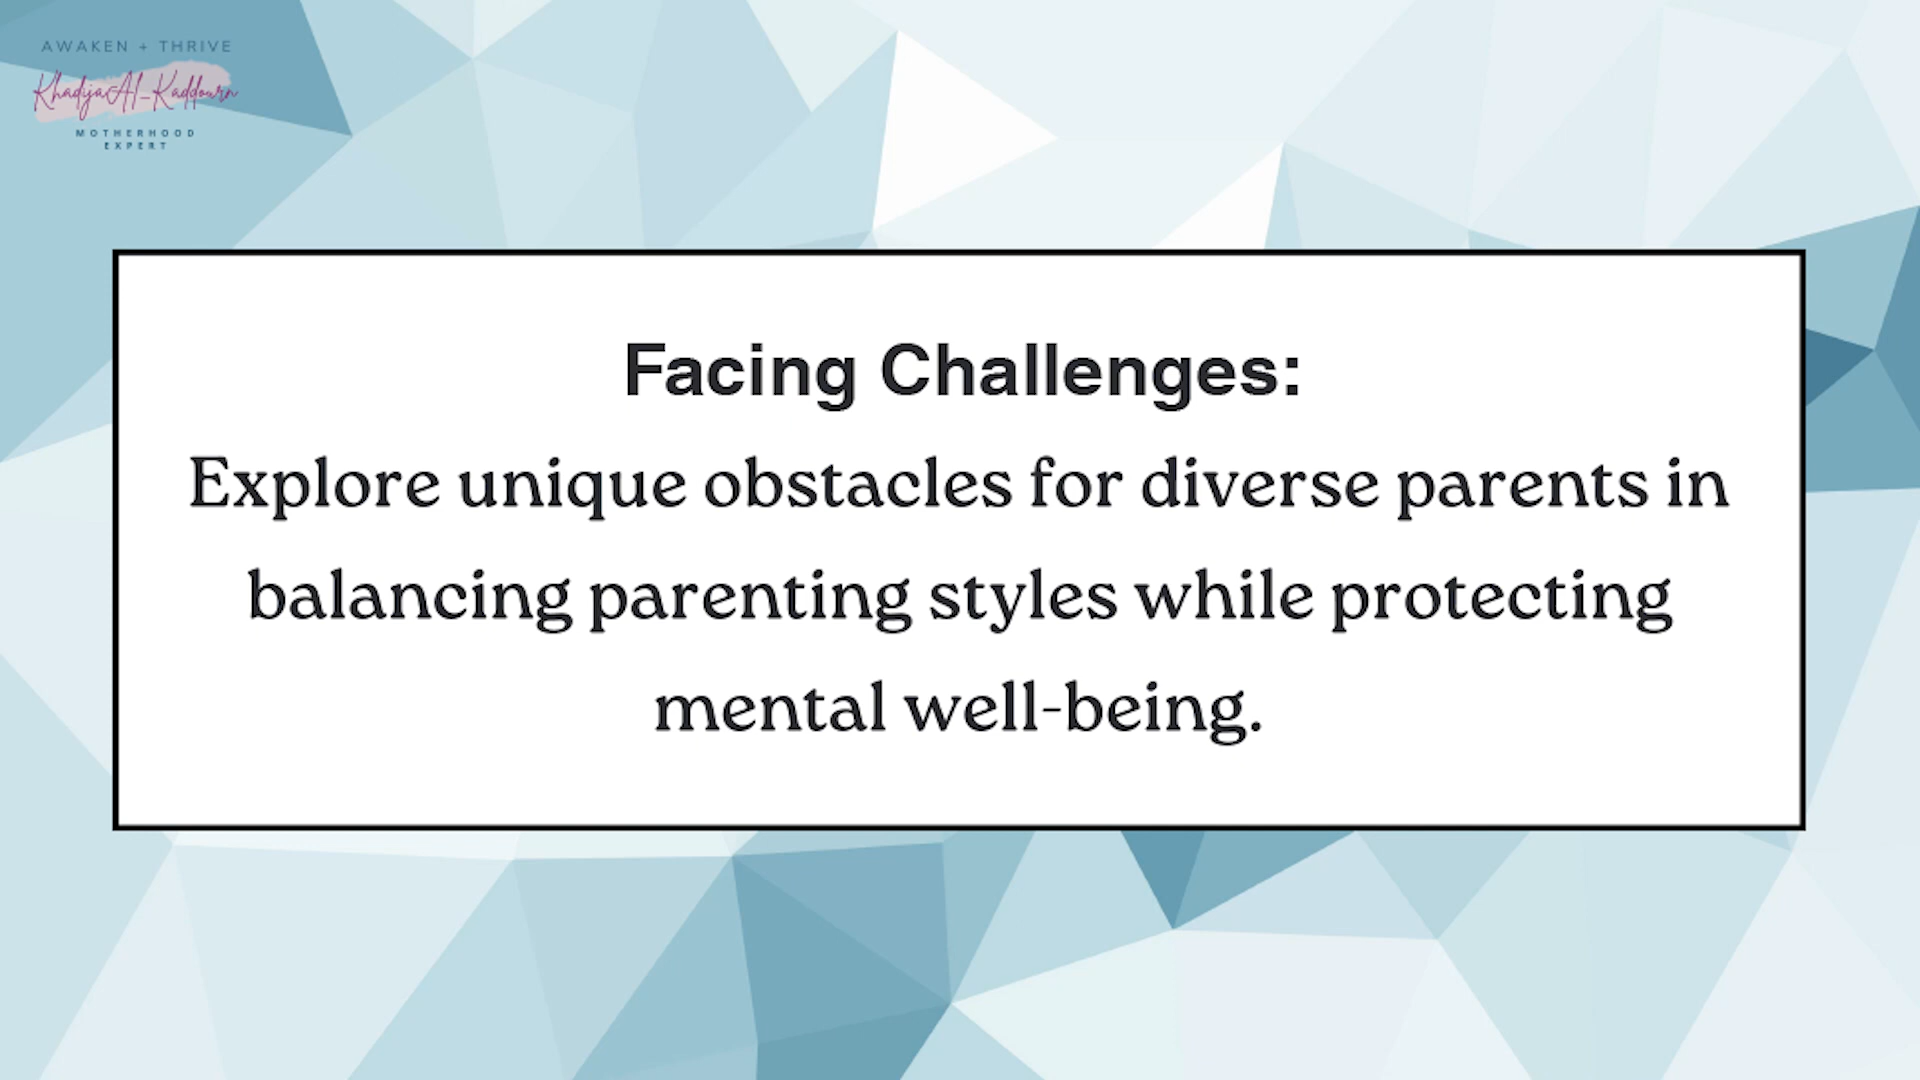 AWAKEN + THRIVE
Khadija Al-Kaddourn
MOTHERHOOD
EXPERT
Facing Challenges:
Explore unique obstacles for diverse parents in
balancing parenting styles while protecting
mental well-being.